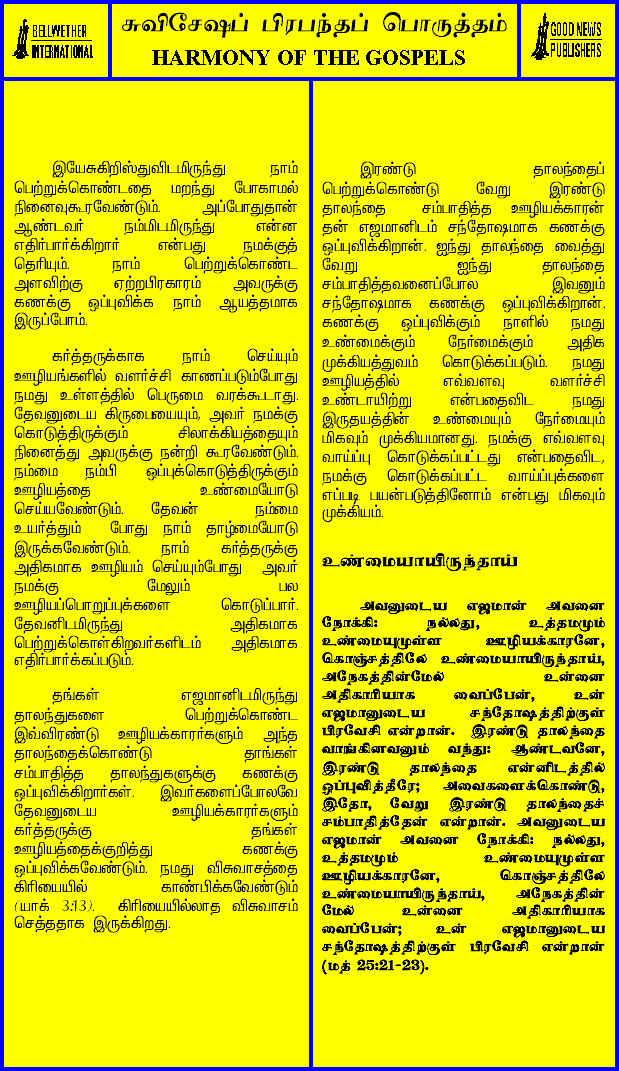 BELLWETHER
INTERNATIONAL
சுவிசேஷப் பிரபந்தப் பொருத்தம்
HARMONY OF THE GOSPELS
GOOD NEWS
PUBLISHERS
இயேசுகிறிஸ்துவிடமிருந்து நாம்
பெற்றுக்கொண்டதை மறந்து போகாமல்
நினைவுகூரவேண்டும். அப்போதுதான்
ஆண்டவர் நம்மிடமிருந்து என்ன
எதிர்பார்க்கிறார் என்பது நமக்குத்
தெரியும். நாம் பெற்றுக்கொண்ட
அளவிற்கு ஏற்றபிரகாரம் அவருக்கு
கணக்கு ஒப்புவிக்க நாம் ஆயத்தமாக
இருப்போம்.
கர்த்தருக்காக நாம் செய்யும்
ஊழியங்களில் வளர்ச்சி காணப்படும்போது
நமது உள்ளத்தில் பெருமை வரக்கூடாது.
தேவனுடைய கிருபையையும், அவர் நமக்கு
கொடுத்திருக்கும் சிலாக்கியத்தையும்
நினைத்து அவருக்கு நன்றி கூரவேண்டும்.
நம்மை நம்பி ஒப்புக்கொடுத்திருக்கும்
ஊழியத்தை உண்மையோடு
செய்யவேண்டும். தேவன் நம்மை
உயர்த்தும் போது நாம் தாழ்மையோடு
இருக்கவேண்டும். நாம் கர்த்தருக்கு
அதிகமாக ஊழியம் செய்யும்போது அவர்
நமக்கு மேலும் பல
ஊழியப்பொறுப்புக்களை கொடுப்பார்.
தேவனிடமிருந்து அதிகமாக
பெற்றுக்கொள்கிறவர்களிடம் அதிகமாக
எதிர்பார்க்கப்படும்.
தங்கள் எஜமானிடமிருந்து
தாலந்துகளை பெற்றுக்கொண்ட
இவ்விரண்டு ஊழியக்காரர்களும் அந்த
தாலந்தைக்கொண்டு தாங்கள்
சம்பாதித்த தாலந்துகளுக்கு கணக்கு
ஒப்புவிக்கிறார்கள். இவர்களைப்போலவே
தேவனுடைய ஊழியக்காரர்களும்
கர்த்தருக்கு தங்கள்
ஊழியத்தைக்குறித்து கணக்கு
ஒப்புவிக்கவேண்டும். நமது விசுவாசத்தை
கிரியையில் காண்பிக்கவேண்டும்
(யாக் 3:13). கிரியையில்லாத விசுவாசம்
செத்ததாக இருக்கிறது.
இரண்டு தாலந்தைப்
பெற்றுக்கொண்டு வேறு இரண்டு
தாலந்தை சம்பாதித்த ஊழியக்காரன்
தன் எஜமானிடம் சந்தோஷமாக கணக்கு
ஒப்புவிக்கிறான். ஐந்து தாலந்தை வைத்து
வேறு ஐந்து தாலந்தை
சம்பாதித்தவனைப்போல இவனும்
சந்தோஷமாக கணக்கு ஒப்புவிக்கிறான்.
கணக்கு ஒப்புவிக்கும் நாளில் நமது
உண்மைக்கும் நேர்மைக்கும் அதிக
முக்கியத்துவம் கொடுக்கப்படும். நமது
ஊழியத்தில் எவ்வளவு வளர்ச்சி
உண்டாயிற்று என்பதைவிட நமது
இருதயத்தின் உண்மையும் நேர்மையும்
மிகவும் முக்கியமானது. நமக்கு எவ்வளவு
வாய்ப்பு கொடுக்கப்பட்டது என்பதைவிட,
நமக்கு கொடுக்கப்பட்ட வாய்ப்புக்களை
எப்படி பயன்படுத்தினோம் என்பது மிகவும்
முக்கியம்.
உண்மையாயிருந்தாய்
அவனுடைய எஜமான் அவனை
நோக்கி: நல்லது, உத்தமமும்
உண்மையுமுள்ள ஊழியக்காரனே,
கொஞ்சத்திலே உண்மையாயிருந்தாய்,
அநேகத்தின்மேல் உன்னை
அதிகாரியாக வைப்பேன், உன்
எஜமானுடைய சந்தோஷத்திற்குள்
பிரவேசி என்றான். இரண்டு தாலந்தை
வாங்கினவனும் வந்து: ஆண்டவனே,
இரண்டு தாலந்தை என்னிடத்தில்
ஒப்புவித்தீரே; அவைகளைக்கொண்டு,
இதோ, வேறு இரண்டு தாலந்தைச்
சம்பாதித்தேன் என்றான். அவனுடைய
எஜமான் அவனை நோக்கி: நல்லது,
உத்தமமும் உண்மையுமுள்ள
ஊழியக்காரனே, கொஞ்சத்திலே
உண்மையாயிருந்தாய், அநேகத்தின்
மேல் உன்னை அதிகாரியாக
வைப்பேன்; உன் எஜமானுடைய
சந்தோஷத்திற்குள் பிரவேசி என்றான்
(மத் 25:21-23).